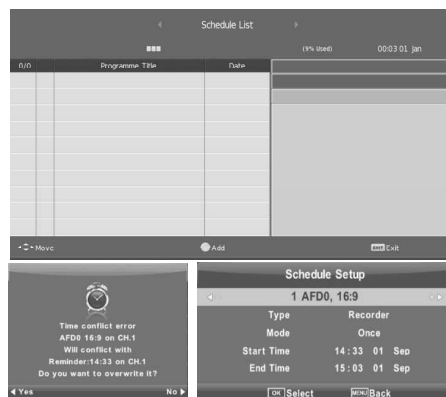 Schedule List
(9% Used) 00:03 01 Jan
0/0 Programme Title Date
Move Add EXIT Exit
Time conflict error
AFD0 16:9 on CH.1
Will conflict with
Reminder:14:33 on CH.1
Do you want to overwrite it?
Yes No
Schedule Setup
1 AFD0, 16:9
Type Recorder
Mode Once
Start Time 14:33 01 Sep
End Time 15:03 01 Sep
OK Select MENU Back